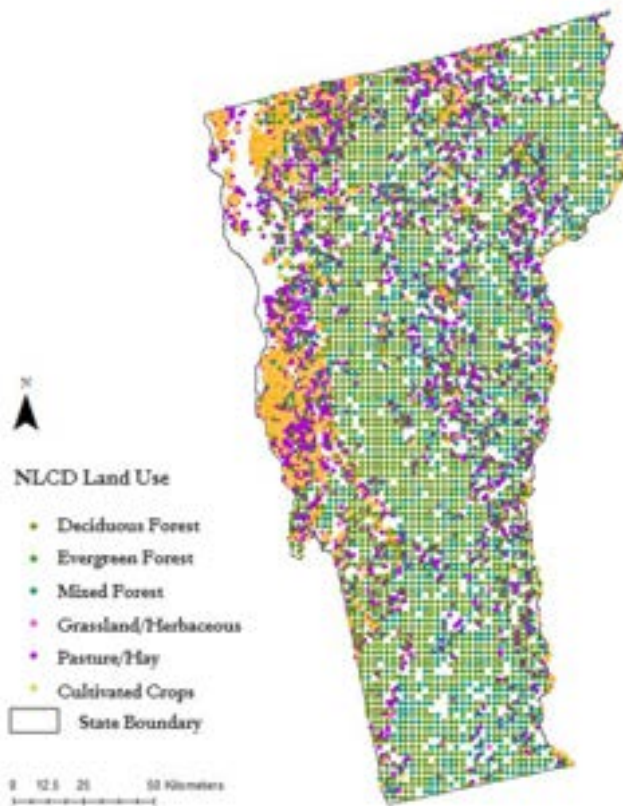 N
NLCD Land Use
Deciduous Forest
Evergreen Forest
Mixed Forest
Grassland/Herbaceous
Pasture/Hay
Cultivated Crops
State Boundary
0 12.5 25 50 Kilometers